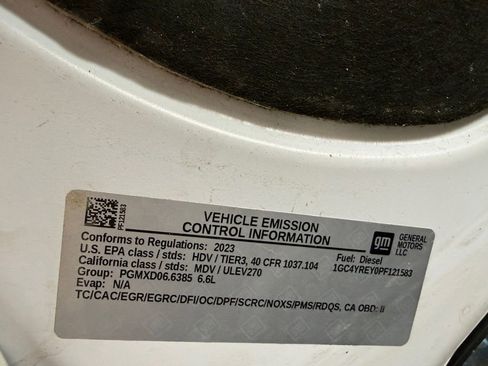 PF121583
VEHICLE EMISSION
CONTROL INFORMATION
gm
GENERAL
MOTORS
LLC
Conforms to Regulations: 2023
U.S. EPA class / stds: HDV / TIER3, 40 CFR 1037.104
California class / stds: MDV / ULEV270
Group: PGMXD06.6385 6.6L
Evap: N/A
Fuel: Diesel
1GC4YREY0PF121583
TC/CAC/EGR/EGRC/DFI/OC/DPF/SCRC/NOXS/PMS/RDQS, CA OBD: II